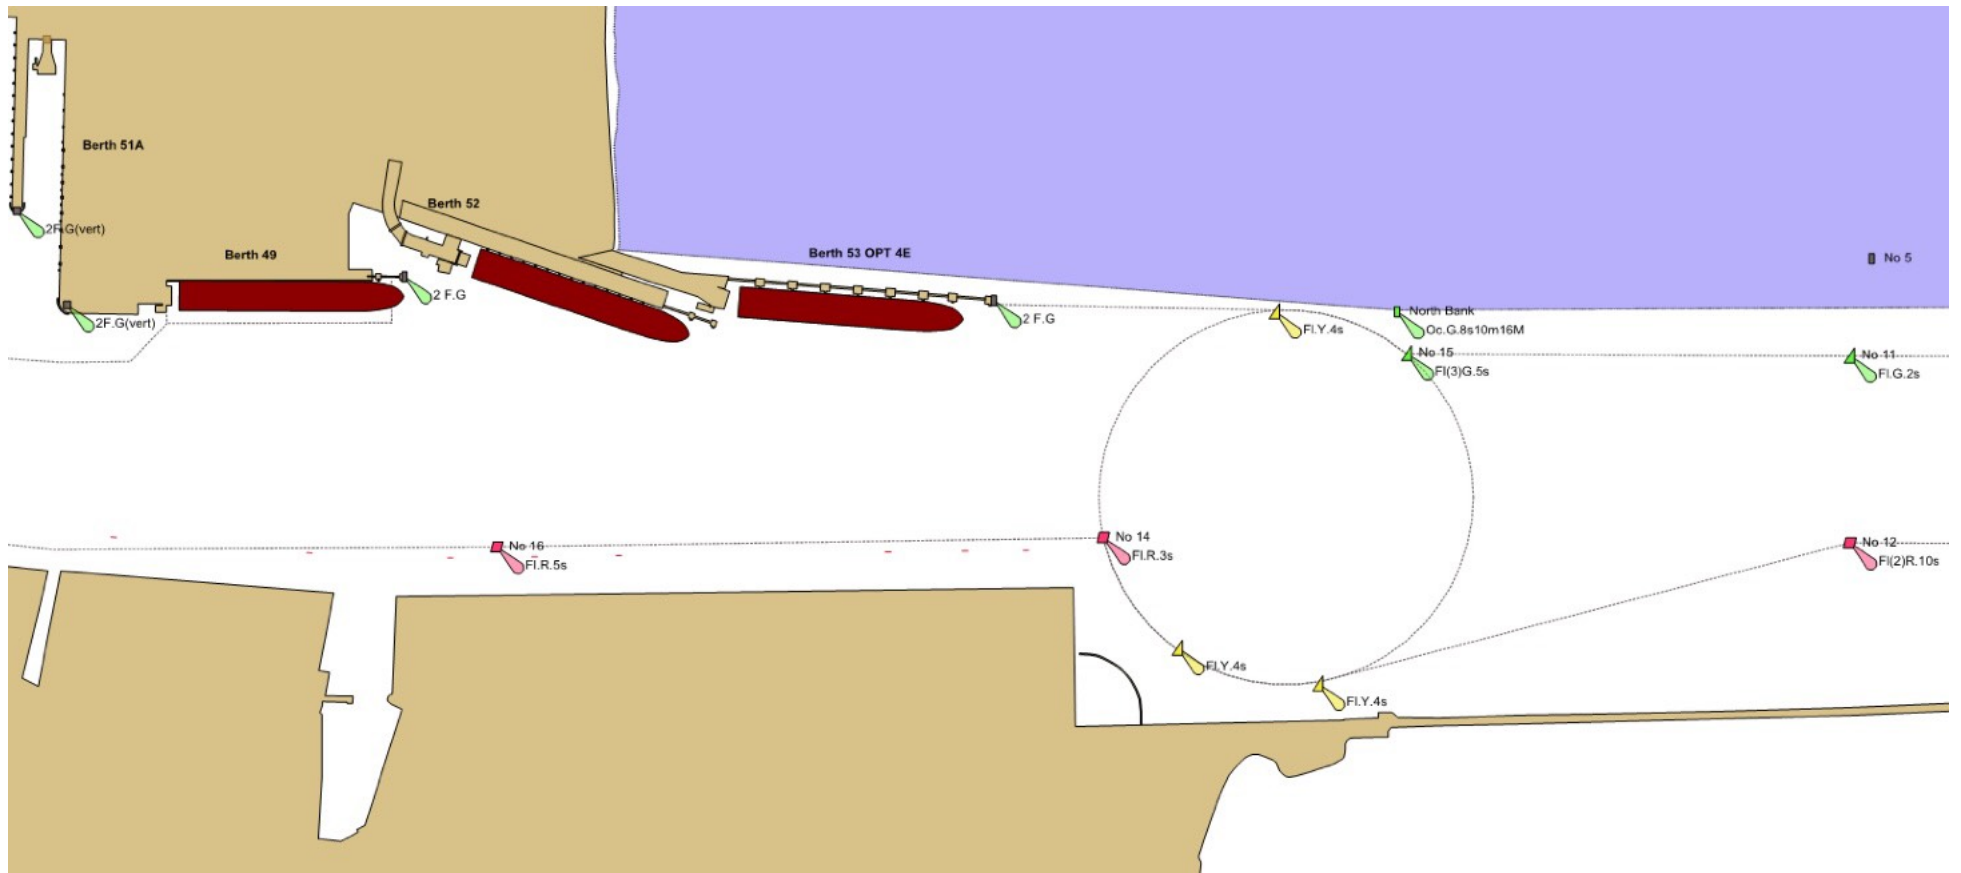 Berth 51A
Berth 52
2F.G(vert)
Berth 49
Berth 53 OPT 4E
No 5
2 F.G
2F.G(vert)
2 F.G
Fl.Y.4s
North Bank
Oc.G.8s10m16M
No 15
Fl(3)G.5s
No 11
Fl.G.2s
No 16
Fl.R.5s
No 14
Fl.R.3s
No 12
Fl(2)R.10s
Fl.Y.4s
Fl.Y.4s